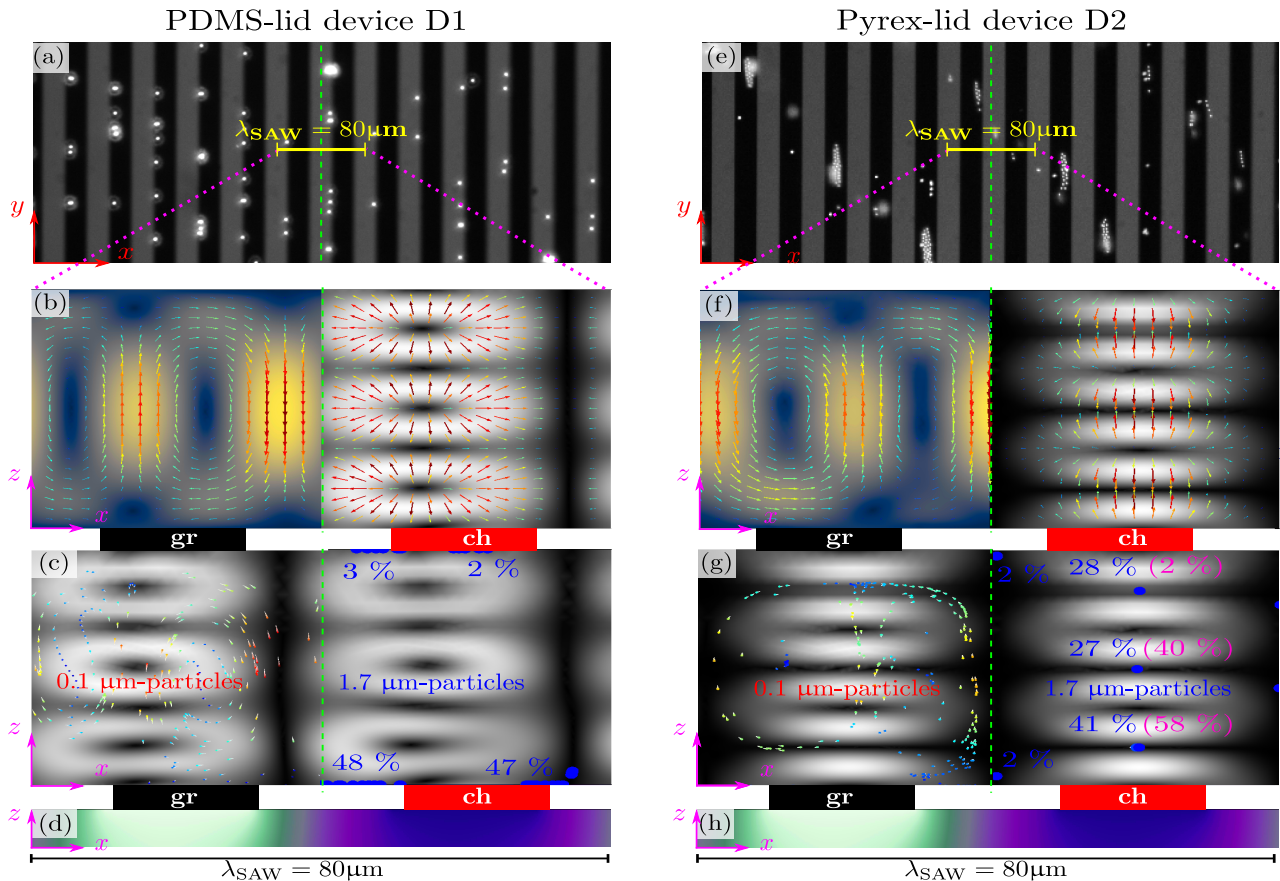 PDMS-lid device D1
Pyrex-lid device D2
(a)
λSAW = 80μm
y
x
(e)
λSAW = 80μm
y
x
(b)
z
x
(f)
z
x
gr
ch
gr
ch
(c)
3 %
2 %
0.1 μm-particles
1.7 μm-particles
48 %
47 %
z
x
(g)
2 %
28 % (2 %)
27 % (40 %)
0.1 μm-particles
1.7 μm-particles
41 % (58 %)
2 %
z
x
gr
ch
gr
ch
(d)
z
x
(h)
z
x
λSAW = 80μm
λSAW = 80μm